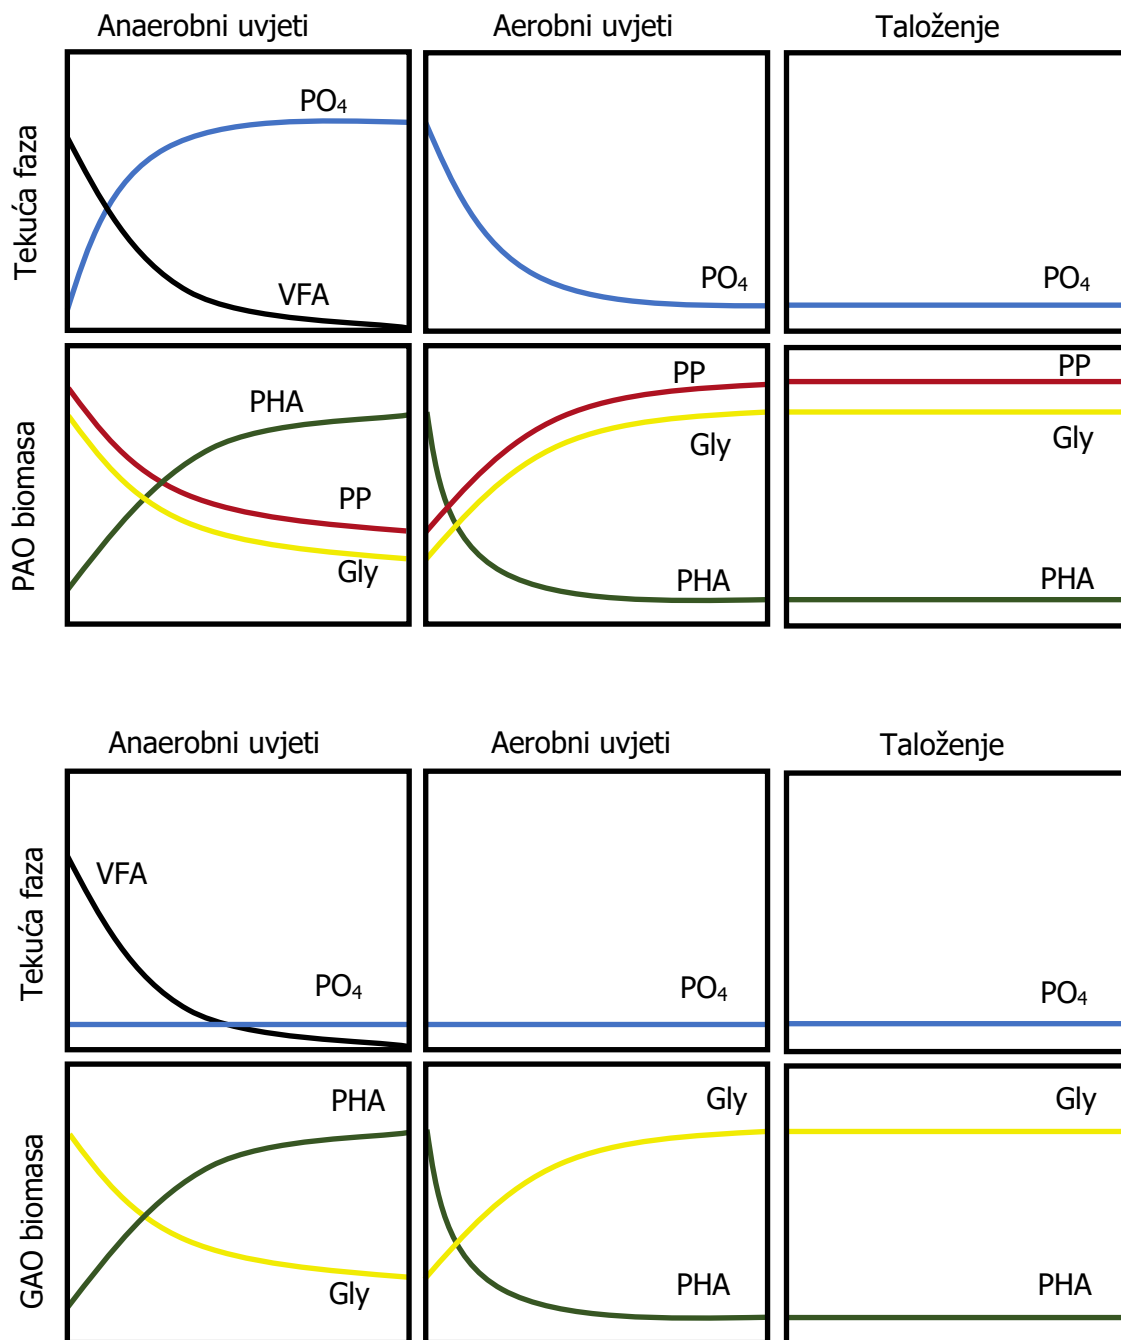 Anaerobni uvjeti
Aerobni uvjeti
Taloženje
Tekuća faza
PO₄
VFA
PO₄
PO₄
PAO biomasa
PHA
PP
Gly
PP
Gly
PHA
PP
Gly
PHA
Anaerobni uvjeti
Aerobni uvjeti
Taloženje
Tekuća faza
VFA
PO₄
PO₄
PO₄
GAO biomasa
PHA
Gly
Gly
PHA
Gly
PHA